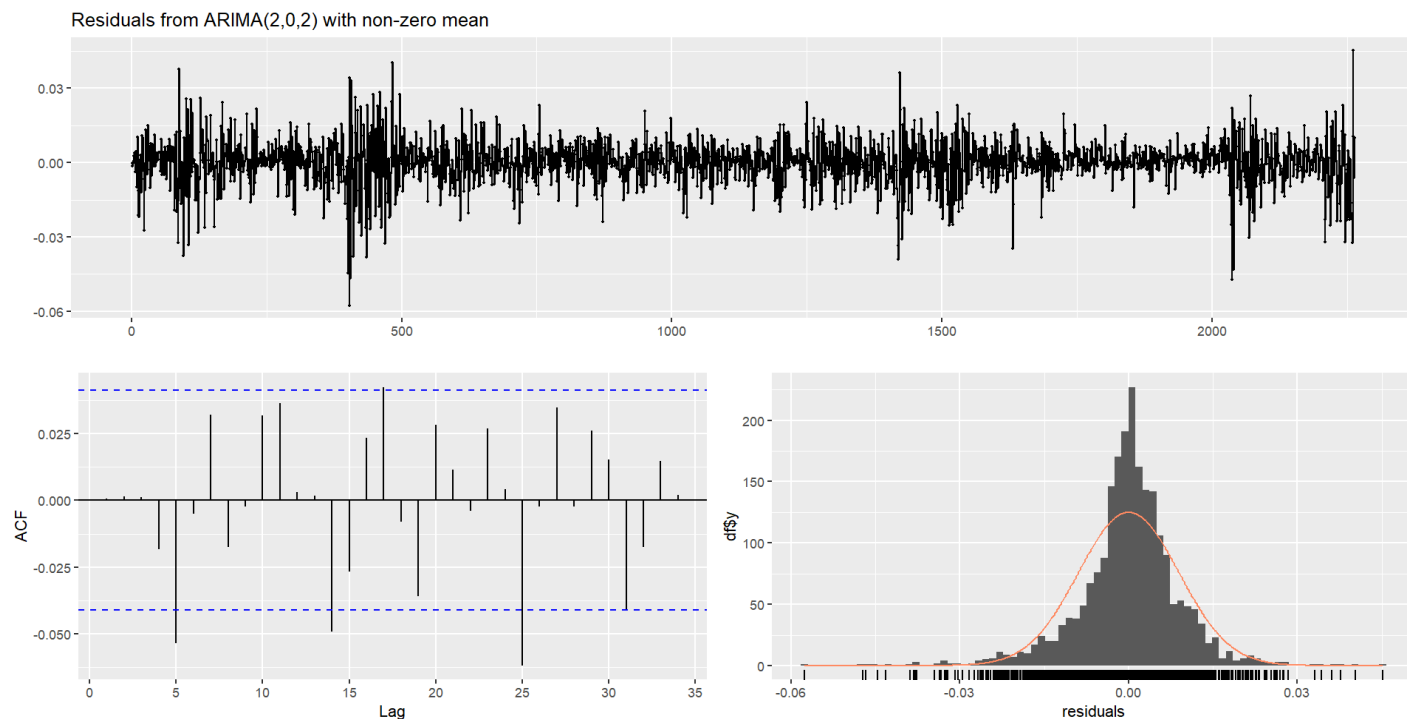 Residuals from ARIMA(2,0,2) with non-zero mean
0.03
0.00
-0.03
-0.06
0 500 1000 1500 2000
ACF
0.025
0.000
-0.025
-0.050
0 5 10 15 20 25 30 35
Lag
df$y
200
150
100
50
0
-0.06 -0.03 0.00 0.03
residuals